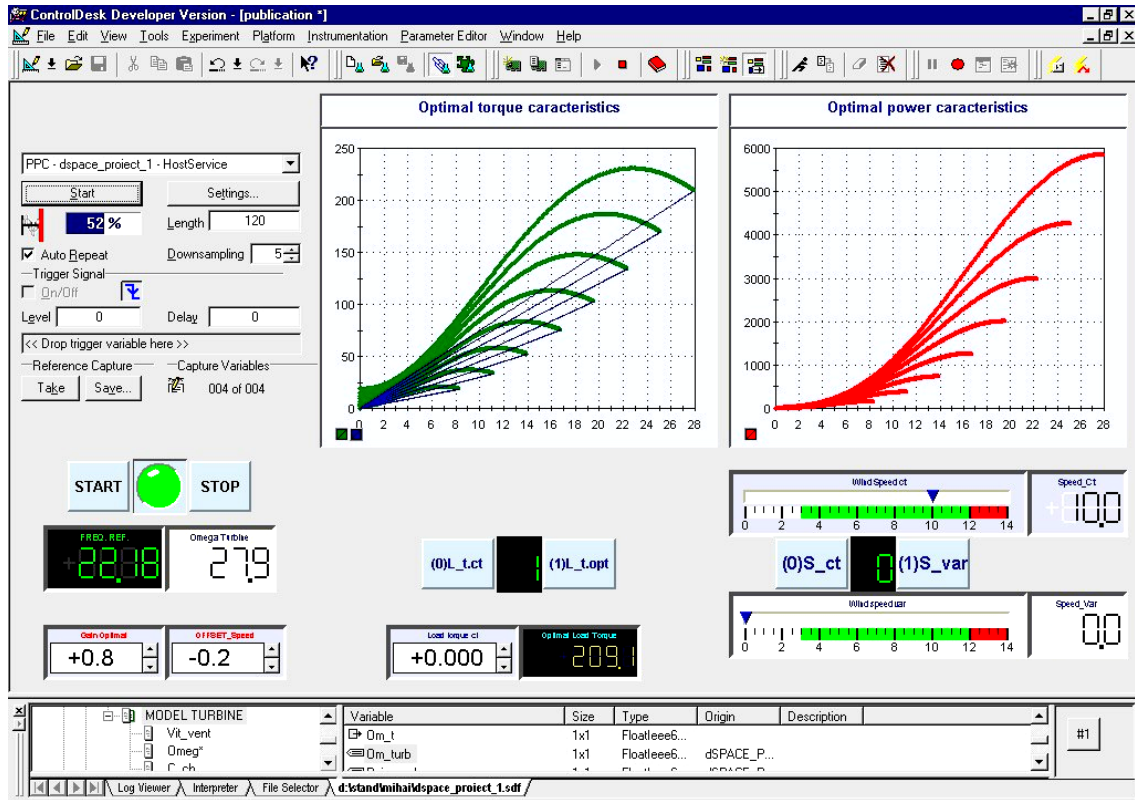 ControlDesk Developer Version - [publication *]
File Edit View Tools Experiment Platform Instrumentation Parameter Editor Window Help
PPC - dspace_proiect_1 - HostService
Start
Settings...
52 %
Length 120
Auto Repeat
Downsampling 5
Trigger Signal
On/Off
Level 0
Delay 0
<< Drop trigger variable here >>
Reference Capture
Capture Variables
Take
Save...
004 of 004
Optimal torque caracteristics
250
200
150
100
50
0
0 2 4 6 8 10 12 14 16 18 20 22 24 26 28
Optimal power caracteristics
6000
5000
4000
3000
2000
1000
0
0 2 4 6 8 10 12 14 16 18 20 22 24 26 28
START
STOP
FREQ. REF.
+22.18
Omega Turbine
27.9
Gain Optimal
+0.8
OFFSET_Speed
-0.2
(0)L_t.ct
1
(1)L_t.opt
Load torque ct
+0.000
Optimal Load Torque
209.1
Wind Speed ct
0 2 4 6 8 10 12 14
Speed_Ct
10.0
(0)S_ct
0
(1)S_var
Wind speed var
0 2 4 6 8 10 12 14
Speed_Var
0.0
MODEL TURBINE
Vit_vent
Omeg*
C_ch
Variable Size Type Origin Description
Om_t 1x1 FloatIeee6...
Om_turb 1x1 FloatIeee6... dSPACE_P...
#1
Log Viewer
Interpreter
File Selector
d:\stand\mihai\dspace_proiect_1.sdf